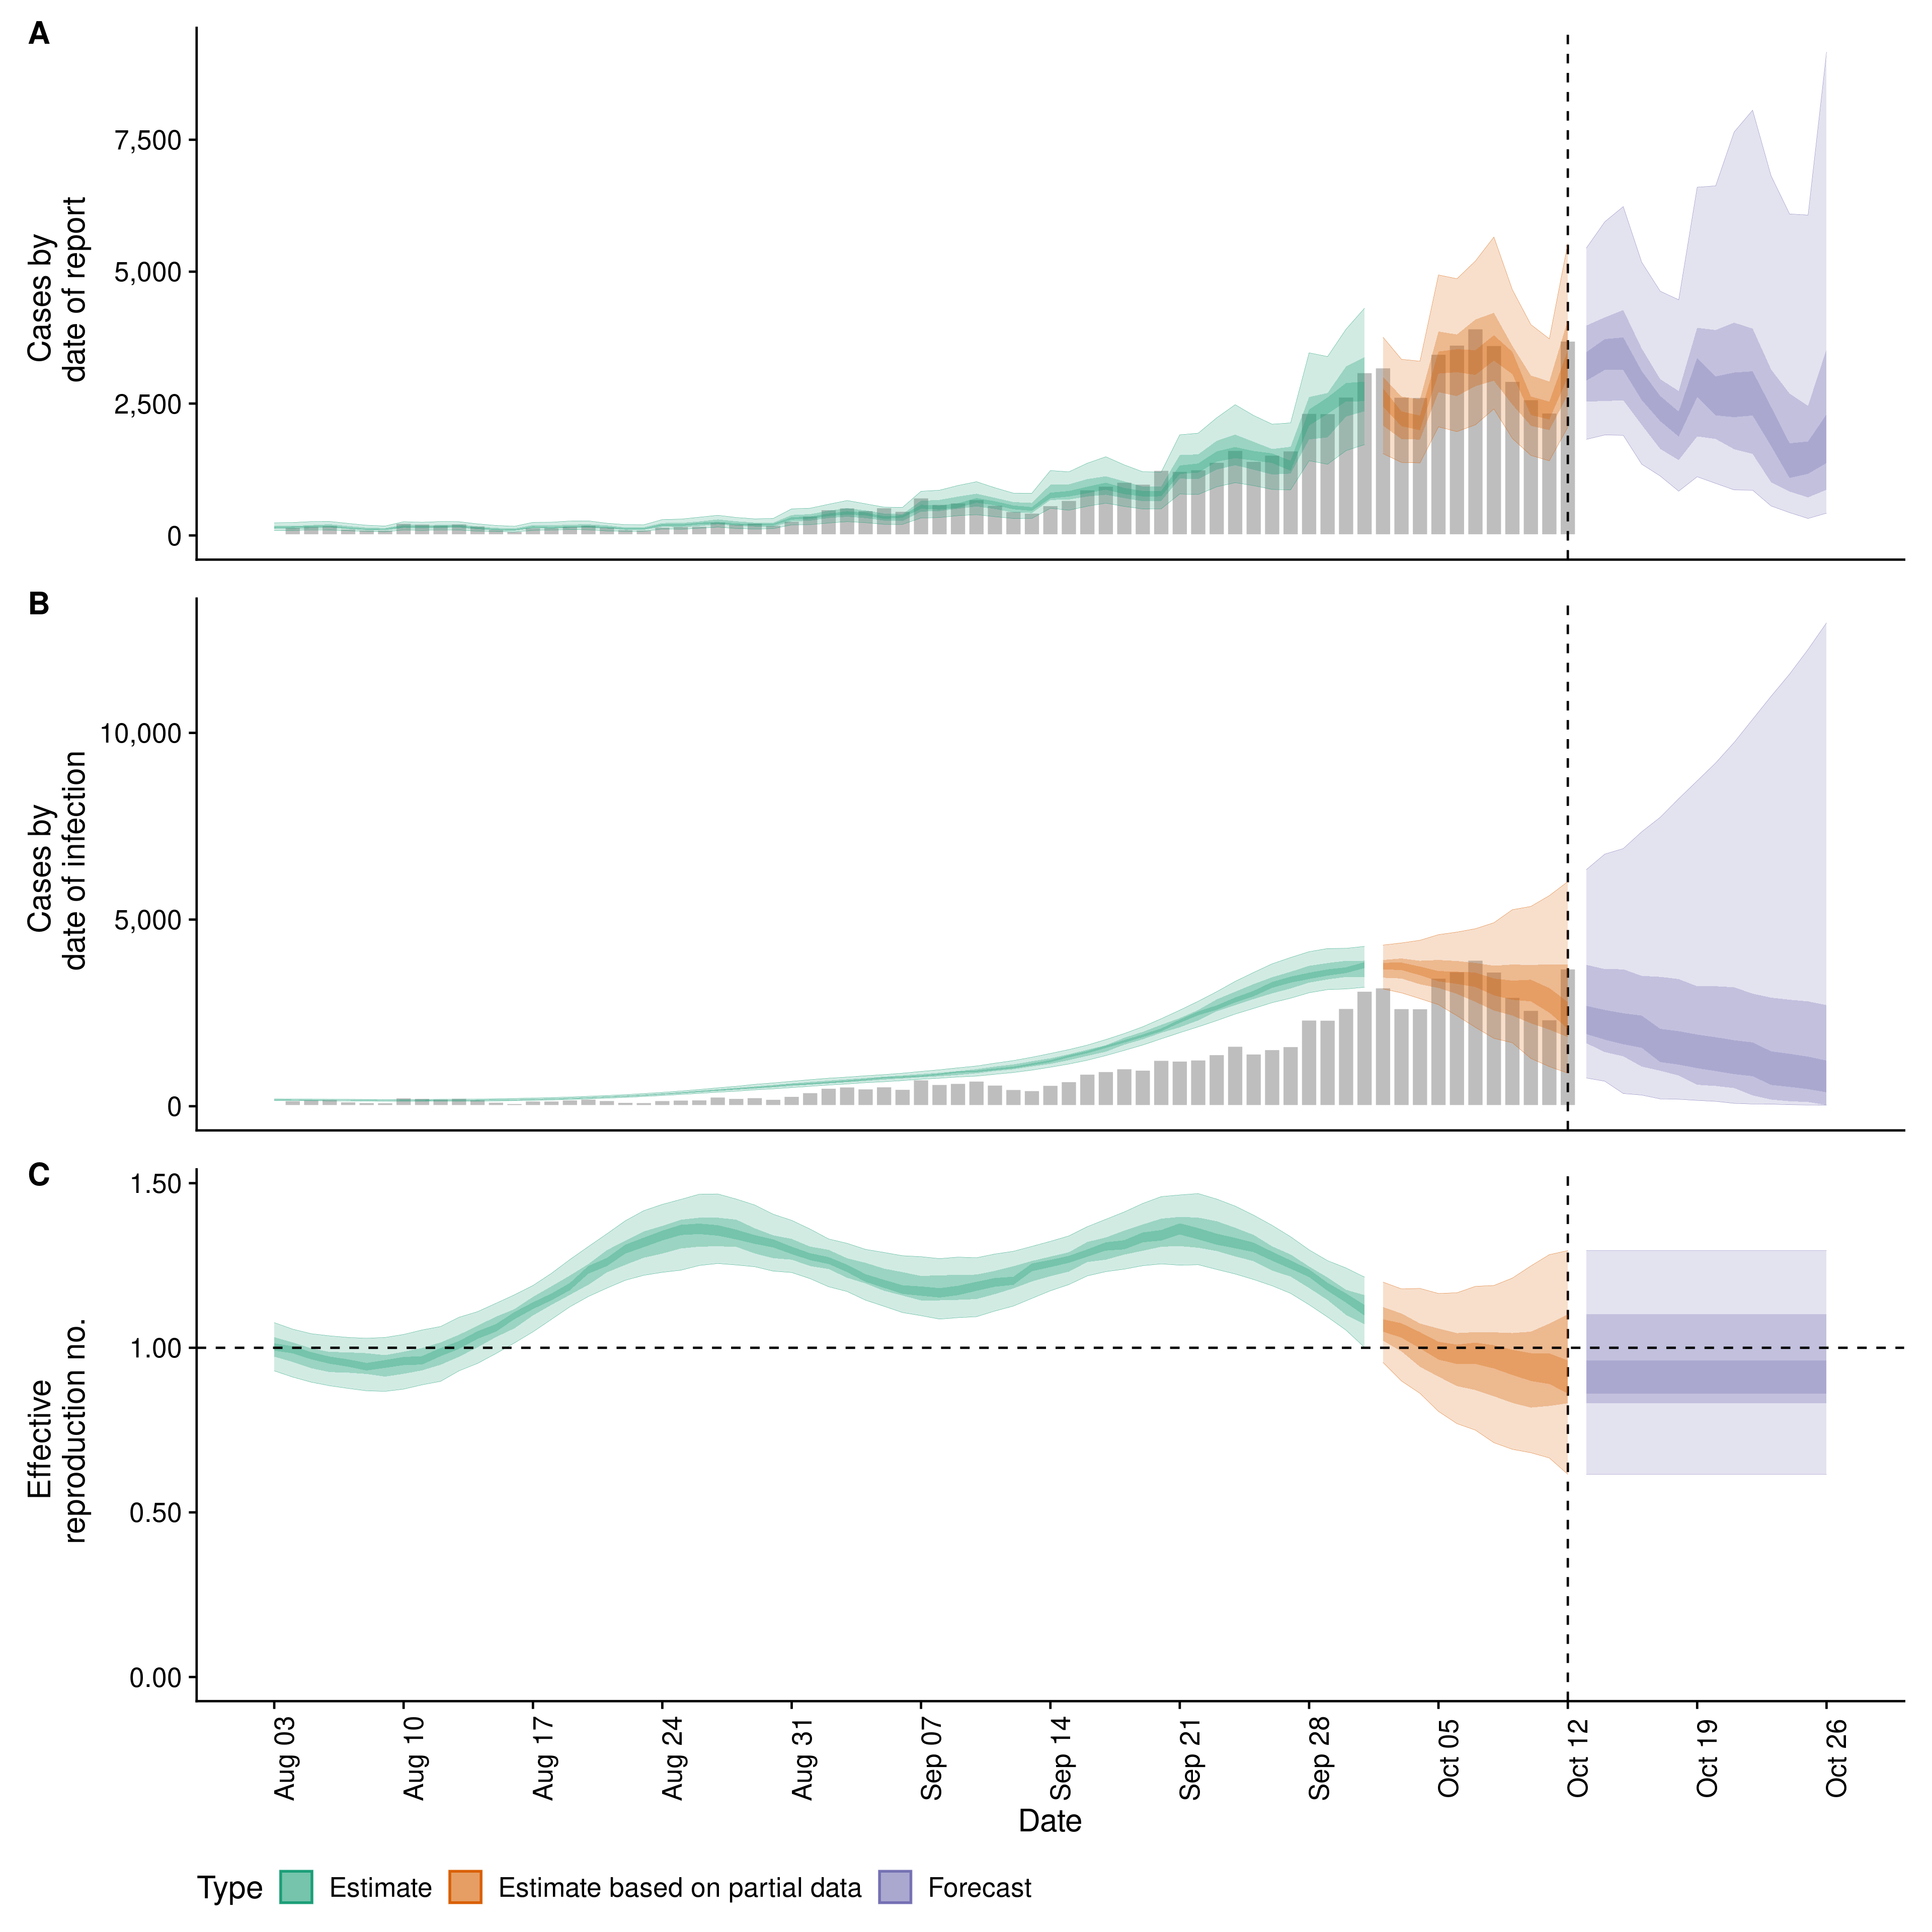 A
Cases by
date of report
7,500
5,000
2,500
0
B
Cases by
date of infection
10,000
5,000
0
C
Effective
reproduction no.
1.50
1.00
0.50
0.00
Aug 03
Aug 10
Aug 17
Aug 24
Aug 31
Sep 07
Sep 14
Sep 21
Sep 28
Oct 05
Oct 12
Oct 19
Oct 26
Date
Type Estimate Estimate based on partial data Forecast